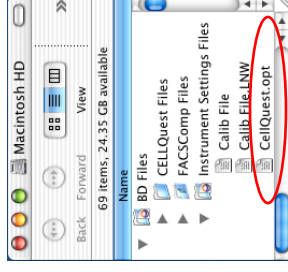 Macintosh HD
Back Forward View
69 items, 24.35 GB available
Name
BD Files
CELLQuest Files
FACSComp Files
Instrument Settings Files
Calib File
Calib File.LNW
CellQuest.opt